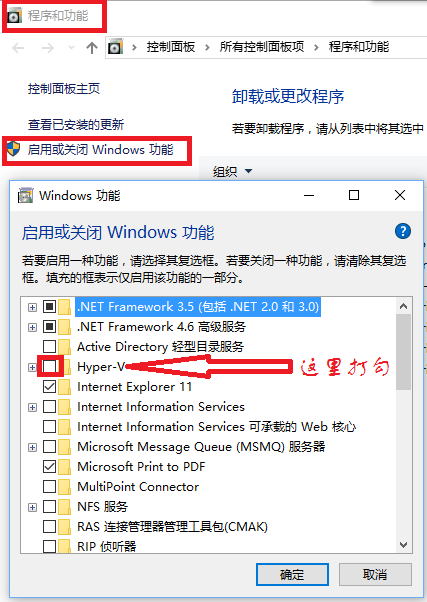 程序和功能
控制面板 › 所有控制面板项 › 程序和功能
控制面板主页
卸载或更改程序
查看已安装的更新
若要卸载程序，请从列表中将其选中
启用或关闭 Windows 功能
组织
Windows 功能
启用或关闭 Windows 功能
若要启用一种功能，请选择其复选框。若要关闭一种功能，请清除其复选
框。填充的框表示仅启用该功能的一部分。
.NET Framework 3.5 (包括 .NET 2.0 和 3.0)
.NET Framework 4.6 高级服务
Active Directory 轻型目录服务
Hyper-V 这里打勾
Internet Explorer 11
Internet Information Services
Internet Information Services 可承载的 Web 核心
Microsoft Message Queue (MSMQ) 服务器
Microsoft Print to PDF
MultiPoint Connector
NFS 服务
RAS 连接管理器管理工具包(CMAK)
RIP 侦听器
确定 取消